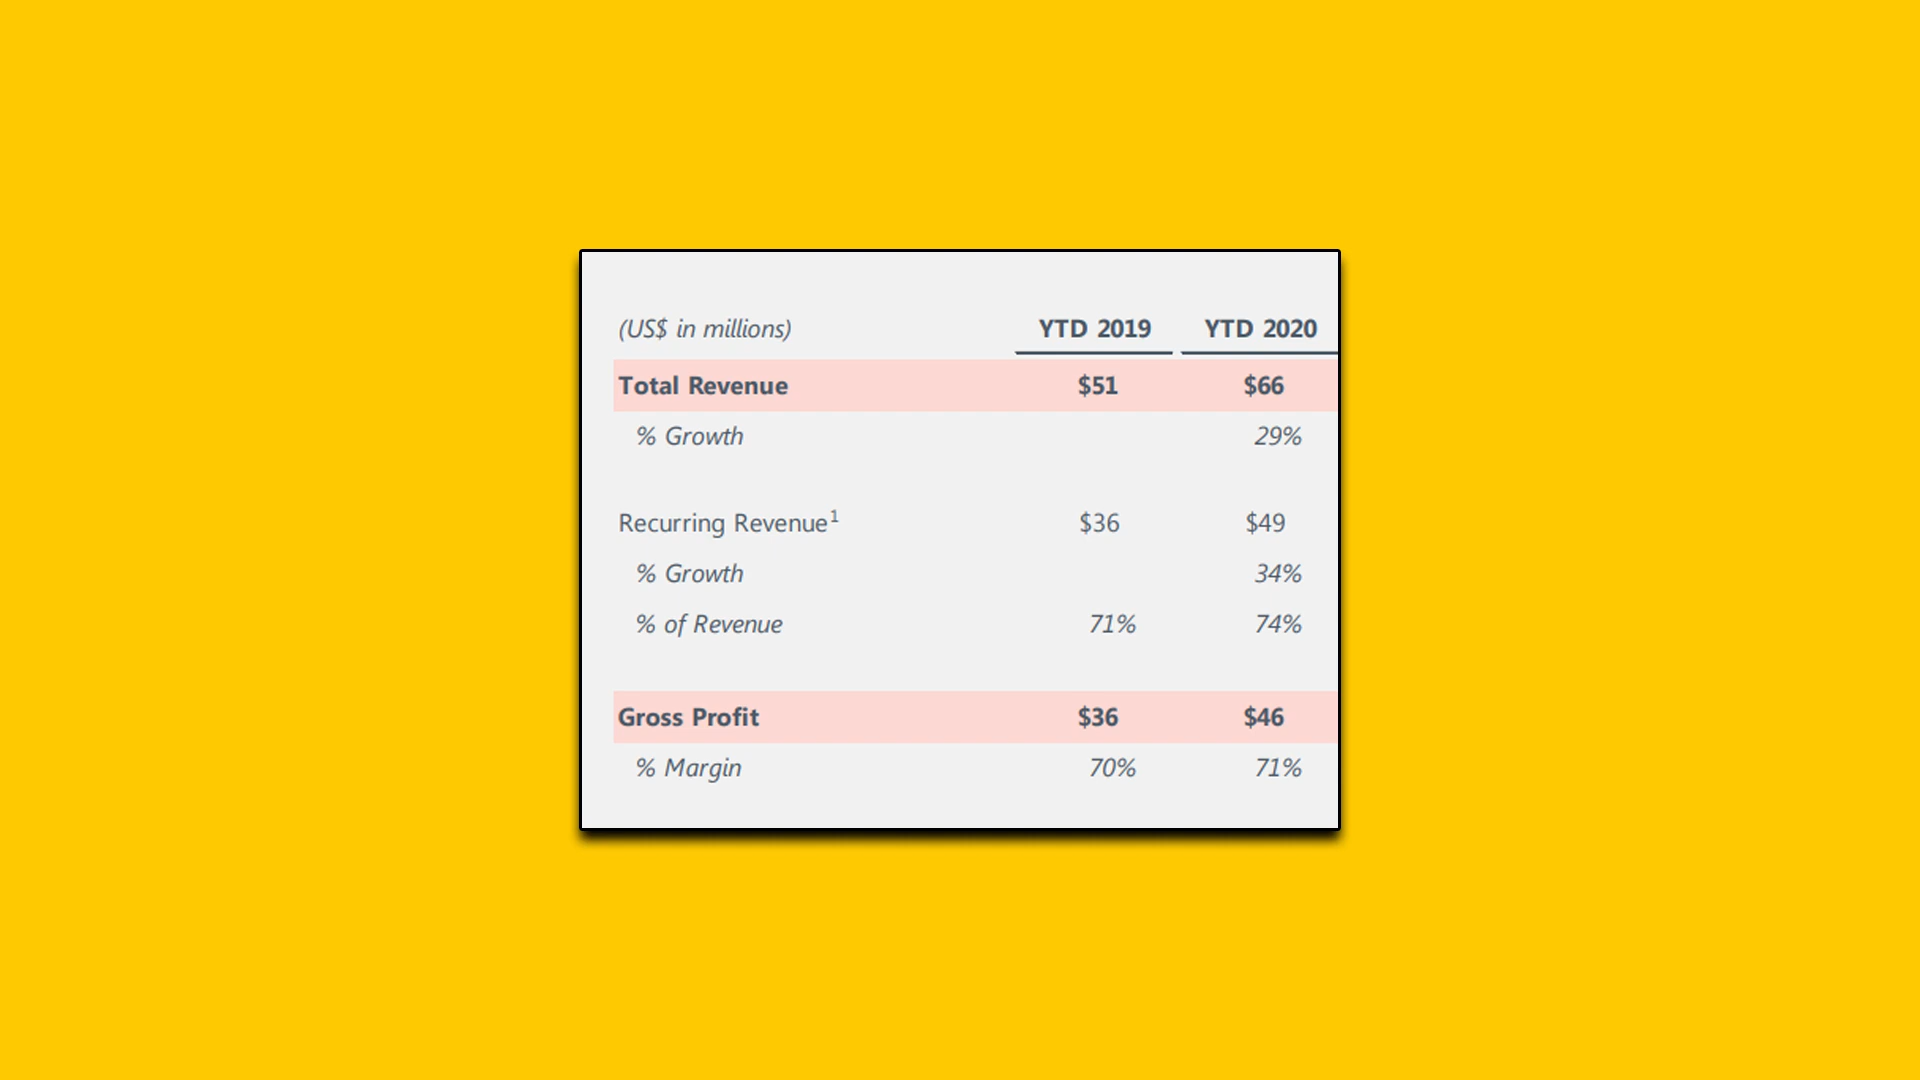 (US$ in millions) YTD 2019 YTD 2020
Total Revenue $51 $66
% Growth 29%
Recurring Revenue¹ $36 $49
% Growth 34%
% of Revenue 71% 74%
Gross Profit $36 $46
% Margin 70% 71%